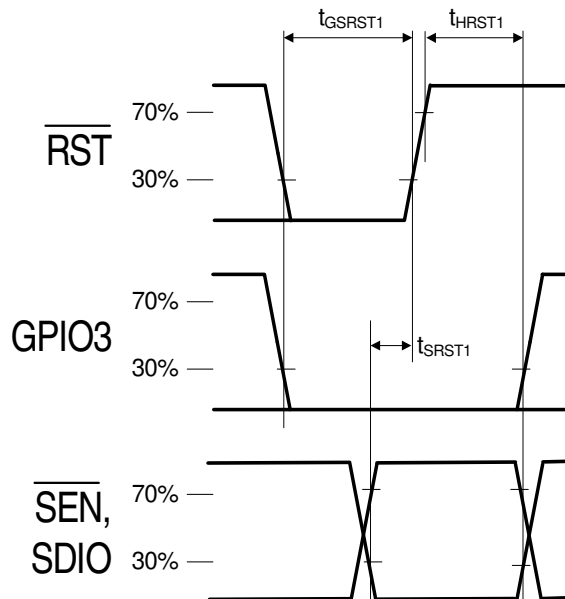 tGSRST1 tHRST1
70%
RST
30%
70%
GPIO3
30%
tSRST1
70%
SEN,
SDIO
30%